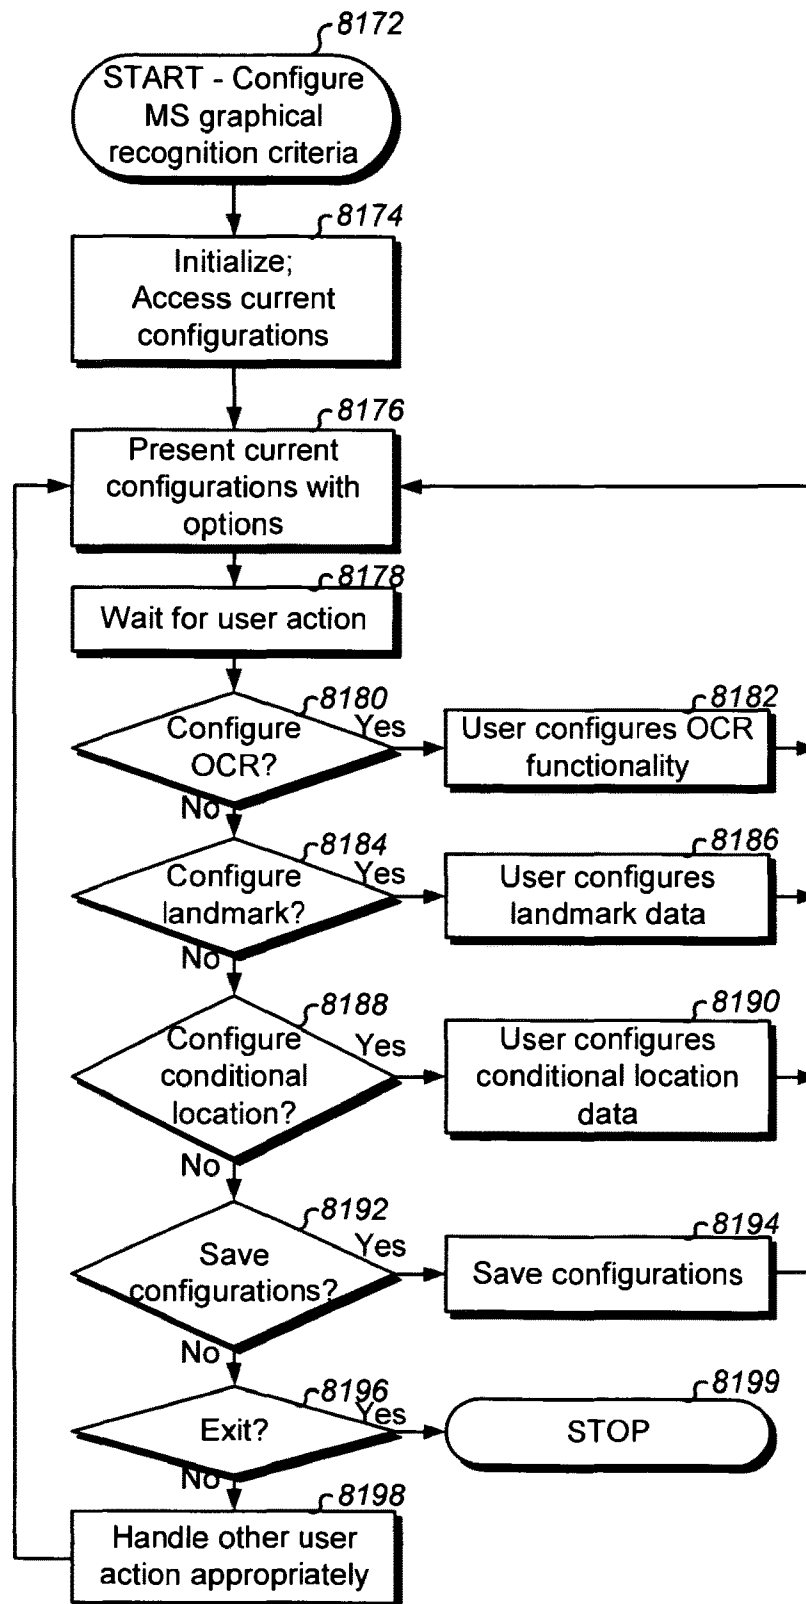 8172
START - Configure
MS graphical
recognition criteria
8174
Initialize;
Access current
configurations
8176
Present current
configurations with
options
8178
Wait for user action
8180
Configure
OCR?
Yes
No
8182
User configures OCR
functionality
8184
Configure
landmark?
Yes
No
8186
User configures
landmark data
8188
Configure
conditional
location?
Yes
No
8190
User configures
conditional location
data
8192
Save
configurations?
Yes
No
8194
Save configurations
8196
Exit?
Yes
No
8199
STOP
8198
Handle other user
action appropriately